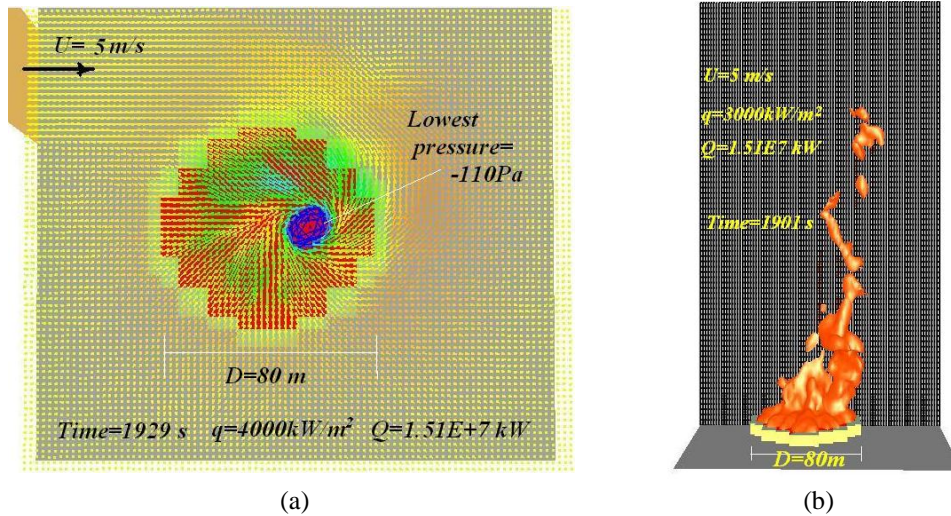 U= 5 m/s
Lowest
pressure=
-110Pa
D=80 m
Time=1929 s q=4000kW/m² Q=1.51E+7 kW
(a)
U=5 m/s
q=3000kW/m²
Q=1.51E7 kW
Time=1901 s
D=80m
(b)